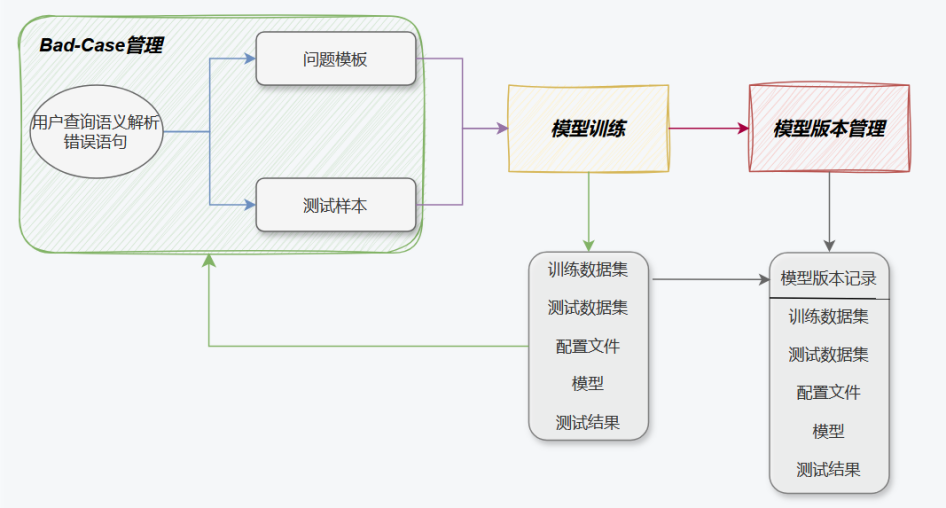 Bad-Case管理
用户查询语义解析
错误语句
问题模板
测试样本
模型训练
模型版本管理
训练数据集
测试数据集
配置文件
模型
测试结果
模型版本记录
训练数据集
测试数据集
配置文件
模型
测试结果